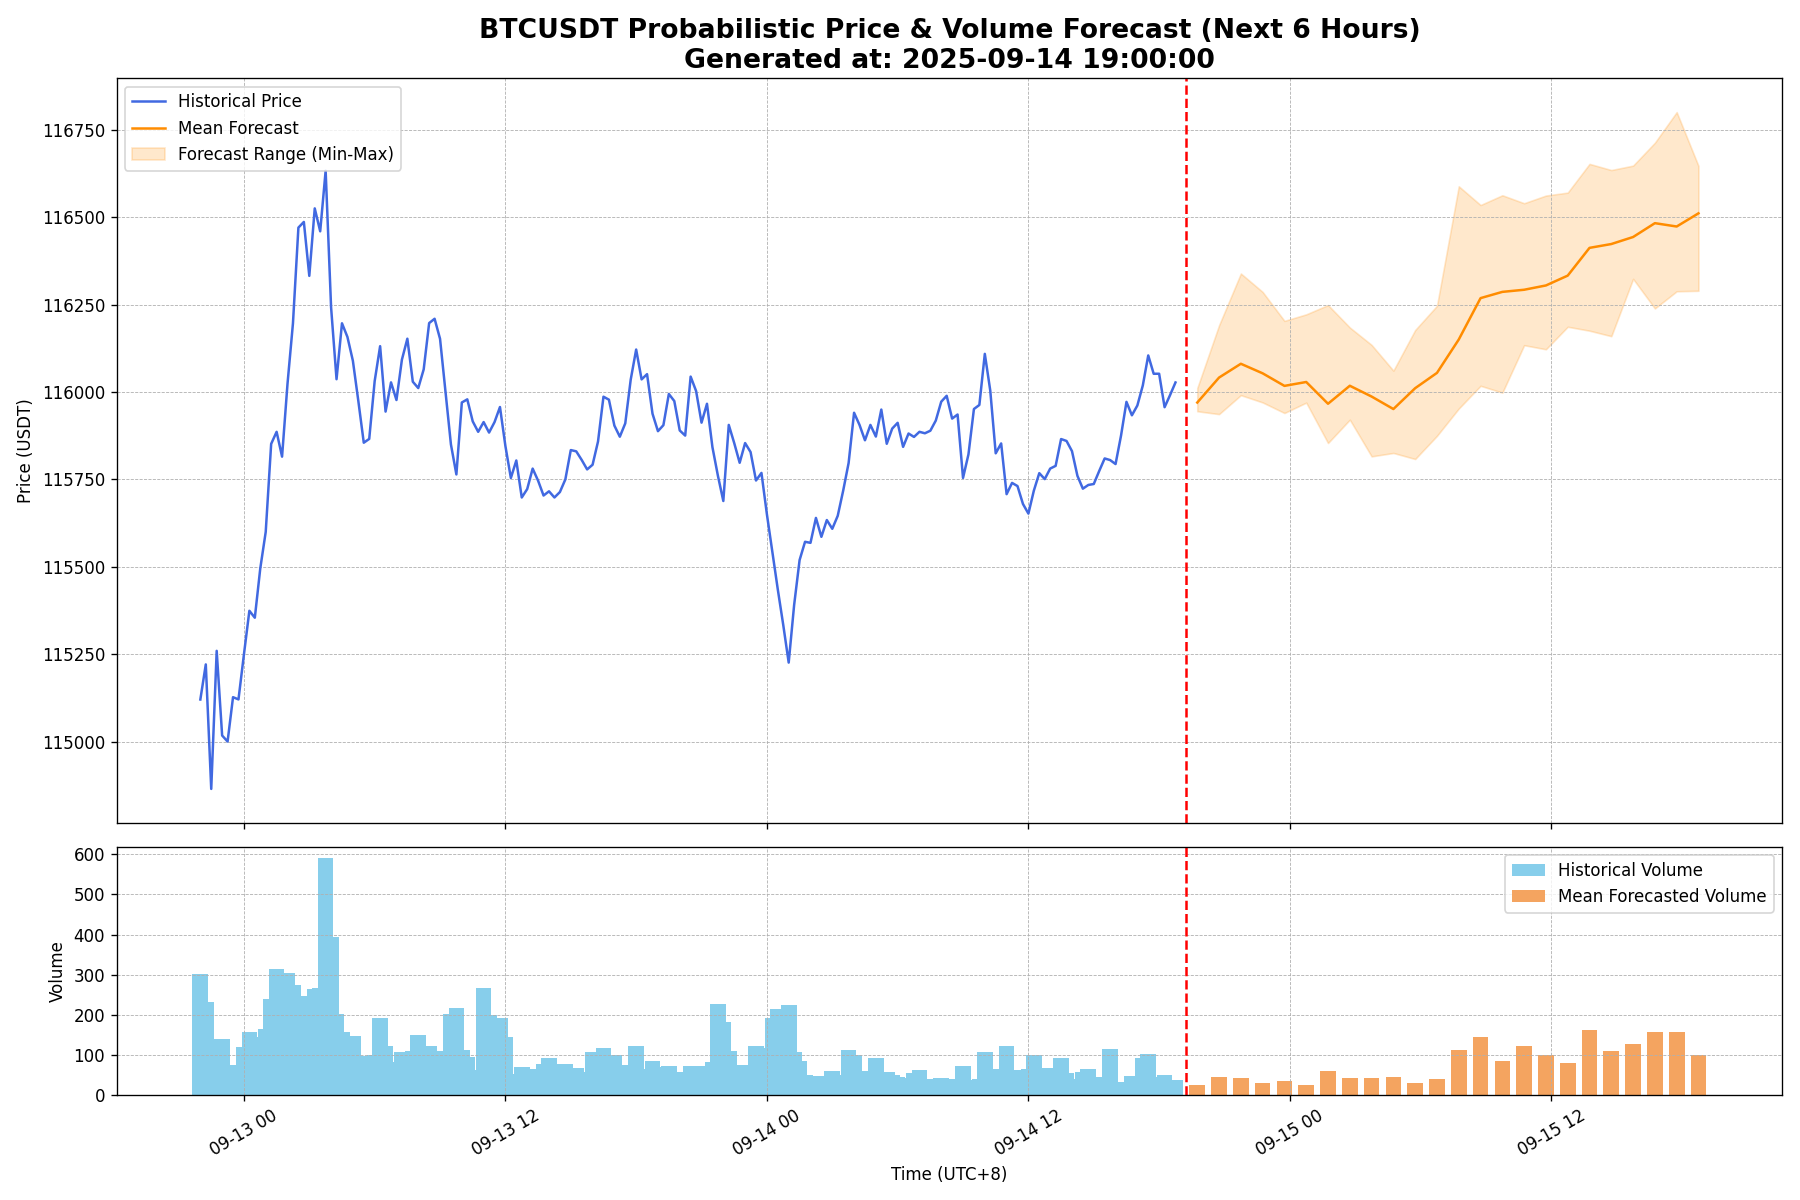 BTCUSDT Probabilistic Price & Volume Forecast (Next 6 Hours)
Generated at: 2025-09-14 19:00:00
Historical Price
Mean Forecast
Forecast Range (Min-Max)
Price (USDT)
116750
116500
116250
116000
115750
115500
115250
115000
Historical Volume
Mean Forecasted Volume
Volume
600
500
400
300
200
100
0
09-13 00
09-13 12
09-14 00
09-14 12
09-15 00
09-15 12
Time (UTC+8)